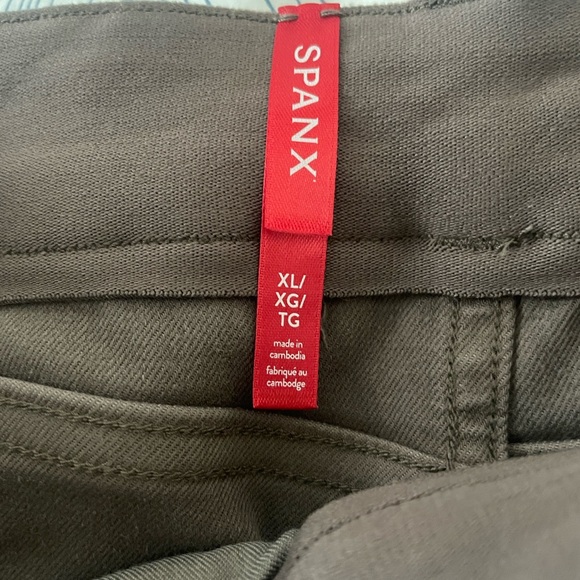 SPANX
XL/
XG/
TG
made in
cambodia
fabriqué au
cambodge